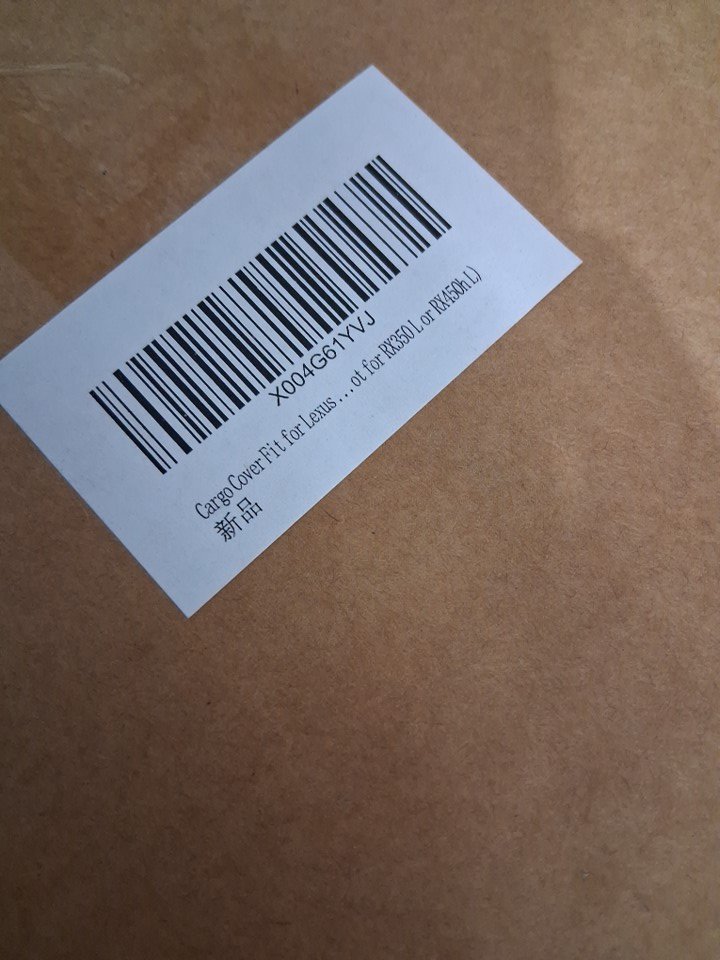 X004G61YVJ
Cargo Cover Fit for Lexus ... ot for RX350 L or RX450h L)
新品